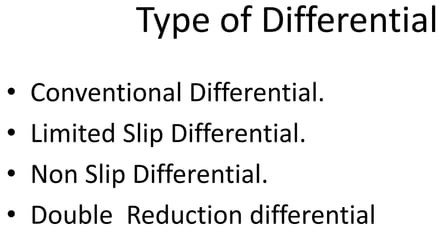 Type of Differential
• Conventional Differential.
• Limited Slip Differential.
• Non Slip Differential.
• Double  Reduction differential